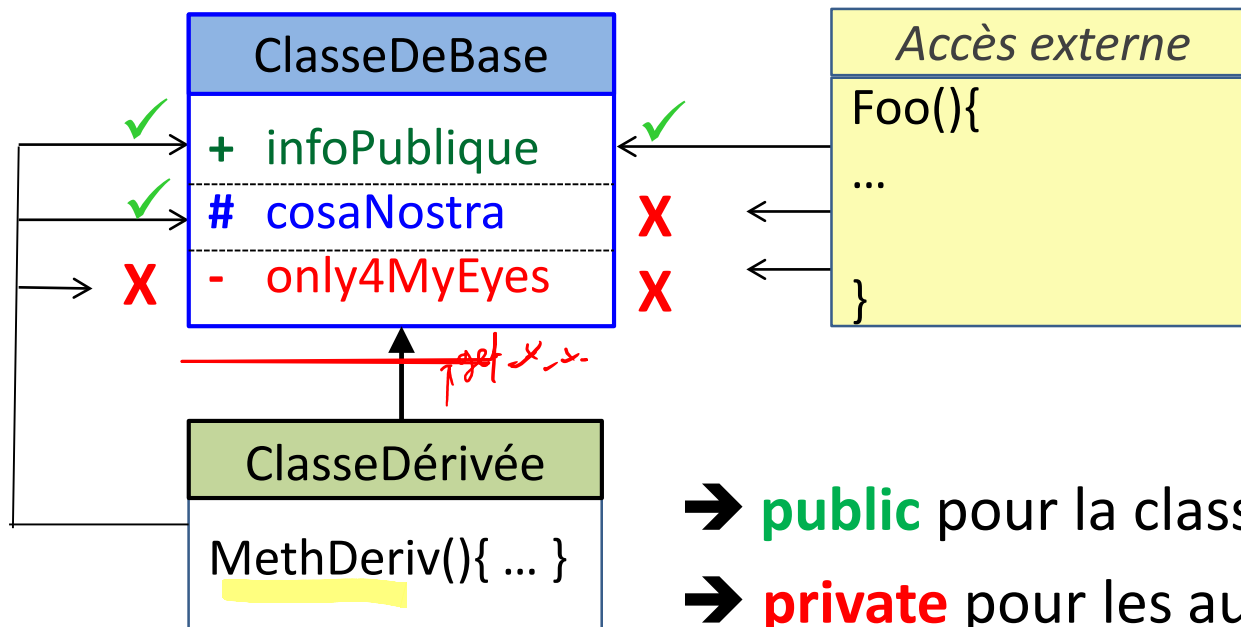 ClasseDeBase
+ infoPublique
# cosaNostra
- only4MyEyes
Accès externe
Foo(){
...
}
X
X
X
ClasseDérivée
MethDeriv(){ ... }
➔ public pour la class
➔ private pour les au